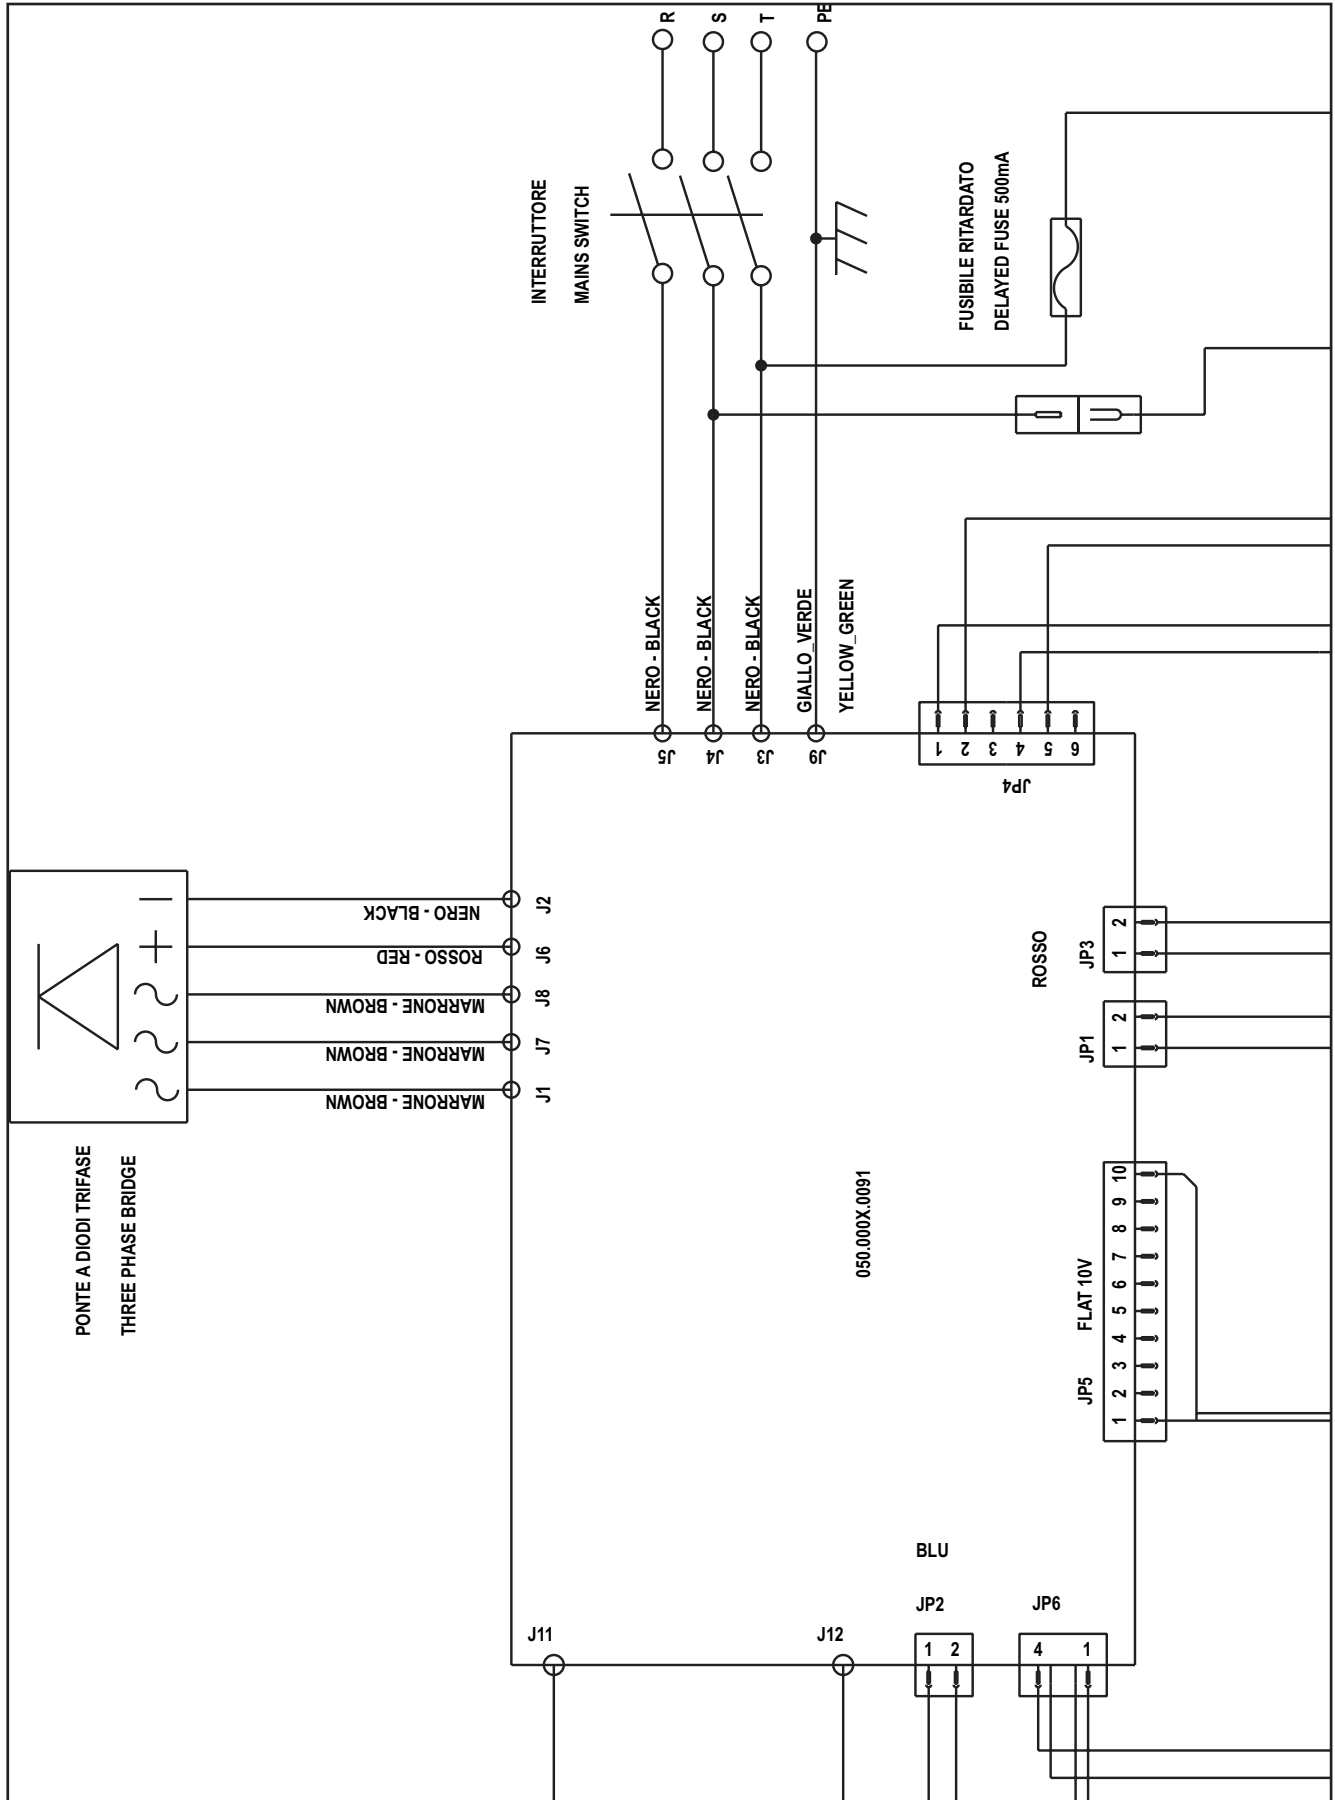 R
S
T
PE
INTERRUTTORE
MAINS SWITCH
FUSIBILE RITARDATO
DELAYED FUSE 500mA
NERO - BLACK
NERO - BLACK
NERO - BLACK
GIALLO_VERDE
YELLOW_GREEN
J5
J4
J3
J9
1
2
3
4
5
6
JP4
NERO - BLACK
J2
ROSSO - RED
J6
MARRONE - BROWN
J8
MARRONE - BROWN
J7
MARRONE - BROWN
J1
PONTE A DIODI TRIFASE
THREE PHASE BRIDGE
ROSSO
JP3
2
1
JP1
2
1
050.000X.0091
FLAT 10V
JP5
10
9
8
7
6
5
4
3
2
1
BLU
JP2
JP6
J11
J12
1 2
4 1